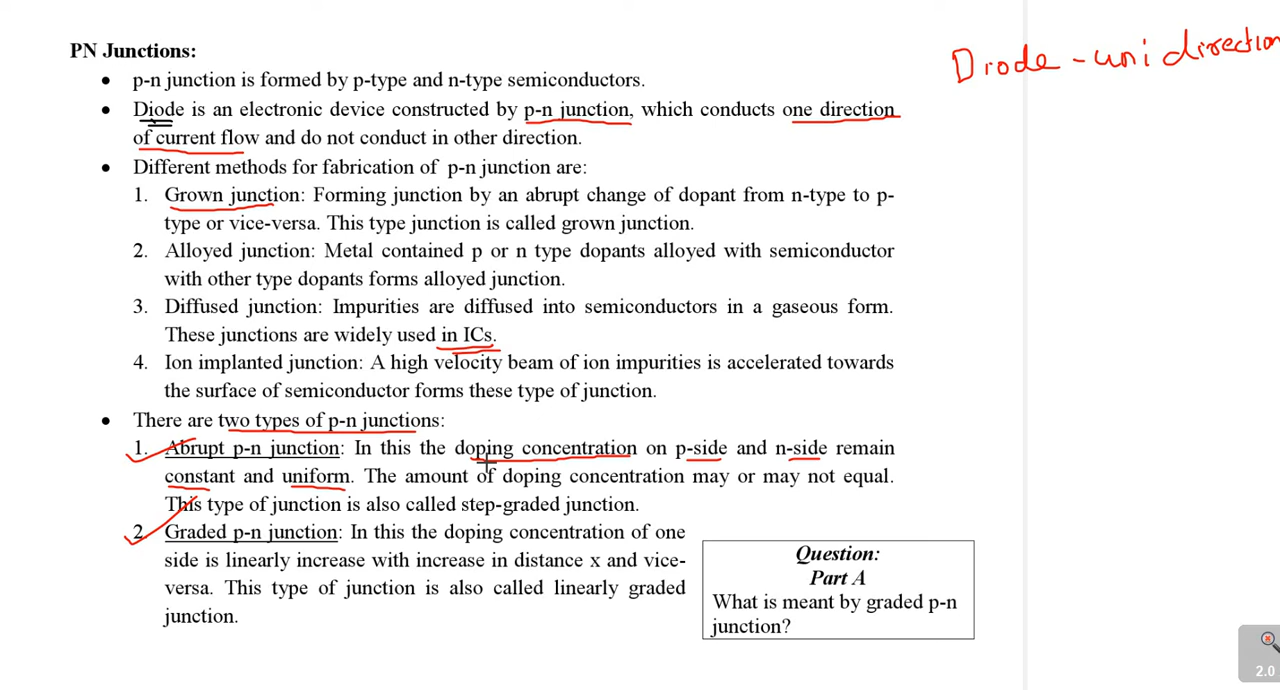 PN Junctions:
Diode - uni direction
• p-n junction is formed by p-type and n-type semiconductors.
• Diode is an electronic device constructed by p-n junction, which conducts one direction
of current flow and do not conduct in other direction.
• Different methods for fabrication of p-n junction are:
1. Grown junction: Forming junction by an abrupt change of dopant from n-type to p-
type or vice-versa. This type junction is called grown junction.
2. Alloyed junction: Metal contained p or n type dopants alloyed with semiconductor
with other type dopants forms alloyed junction.
3. Diffused junction: Impurities are diffused into semiconductors in a gaseous form.
These junctions are widely used in ICs.
4. Ion implanted junction: A high velocity beam of ion impurities is accelerated towards
the surface of semiconductor forms these type of junction.
• There are two types of p-n junctions:
1. Abrupt p-n junction: In this the doping concentration on p-side and n-side remain
constant and uniform. The amount of doping concentration may or may not equal.
This type of junction is also called step-graded junction.
2. Graded p-n junction: In this the doping concentration of one
side is linearly increase with increase in distance x and vice-
versa. This type of junction is also called linearly graded
junction.
Question:
Part A
What is meant by graded p-n
junction?
2.0